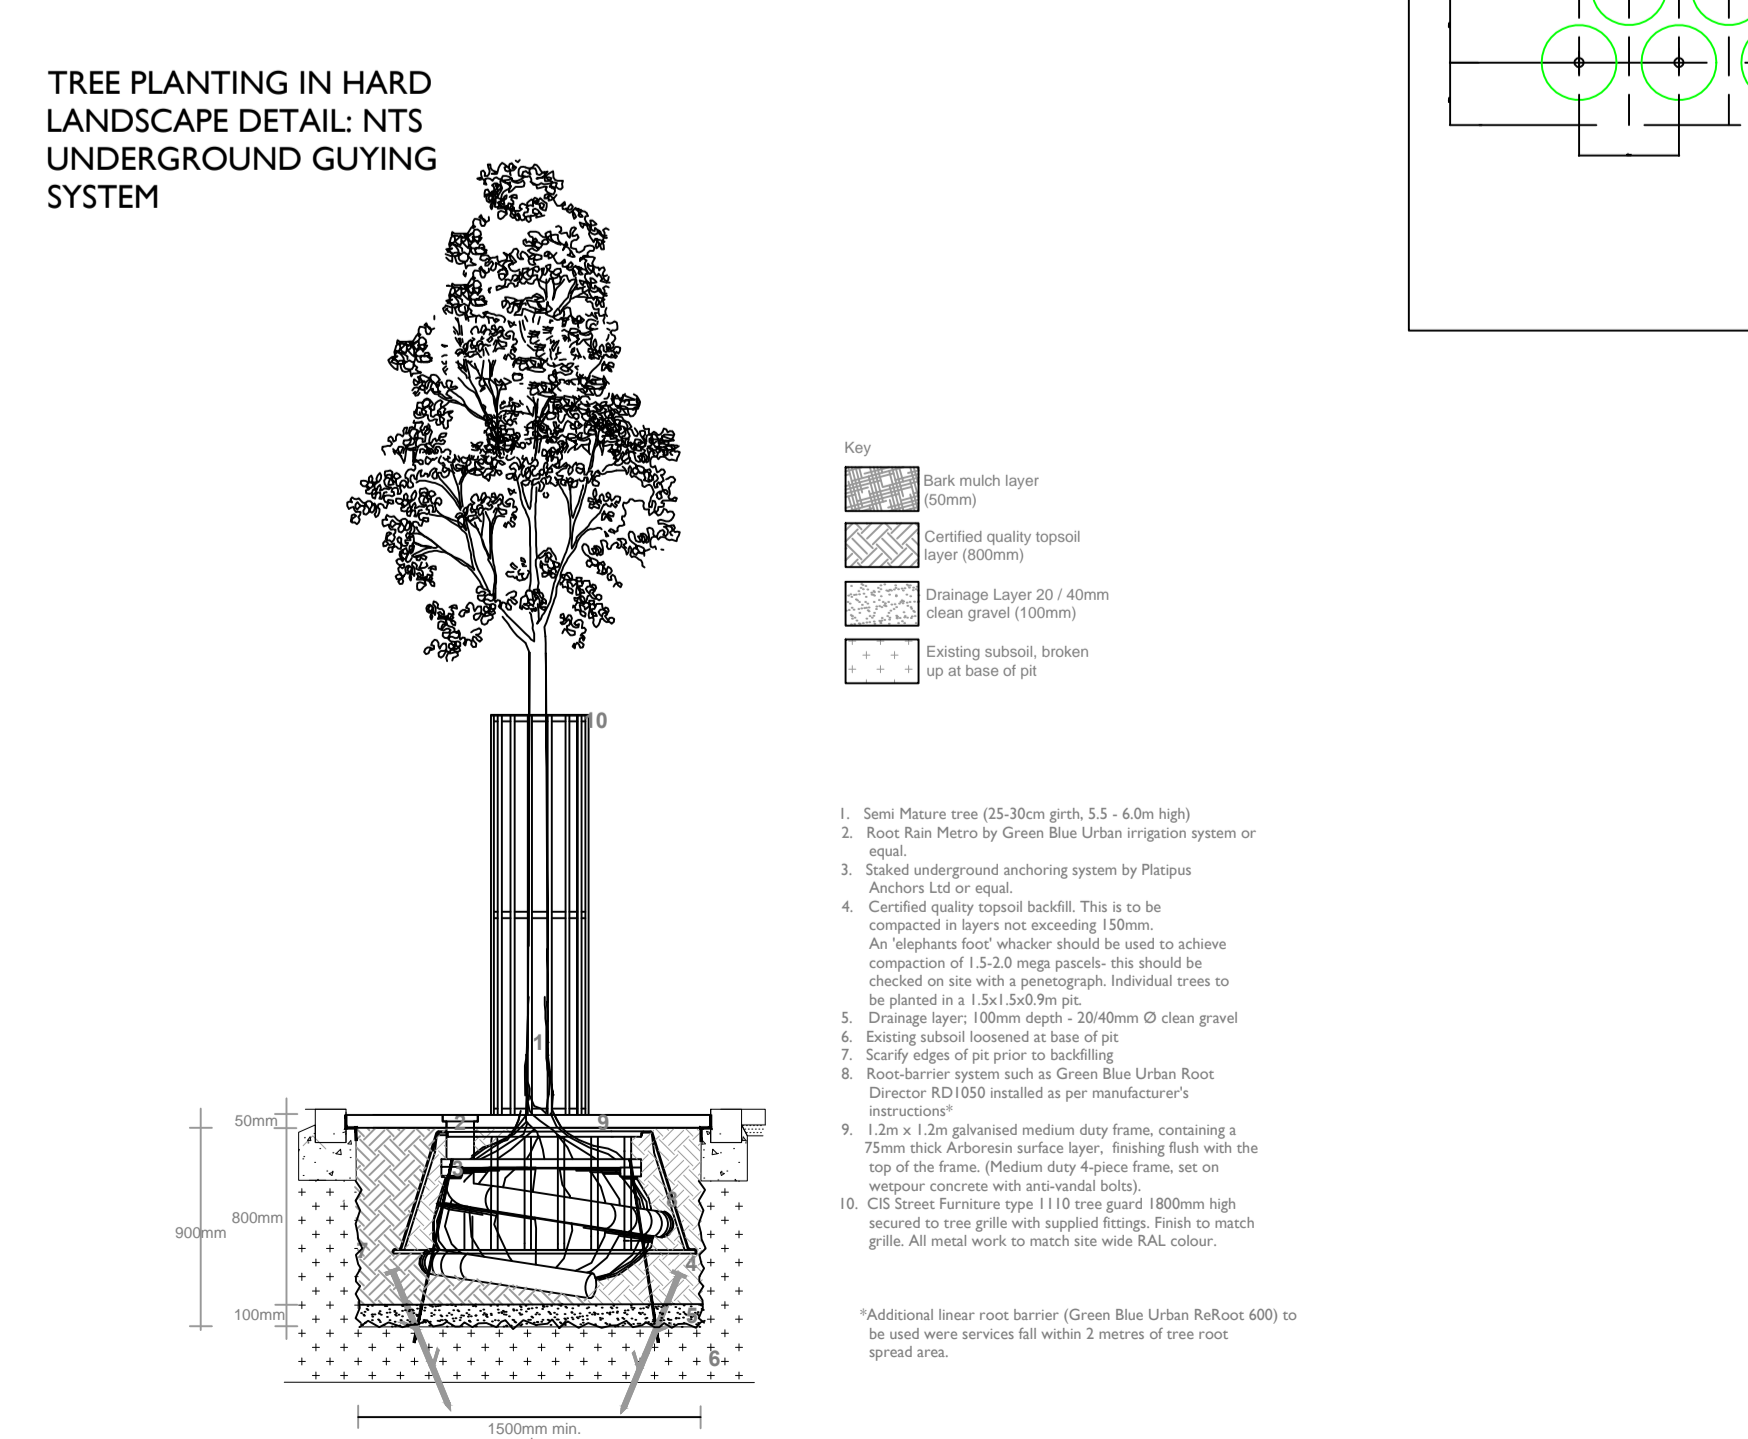 TREE PLANTING IN HARD
LANDSCAPE DETAIL: NTS
UNDERGROUND GUYING
SYSTEM
Key
Bark mulch layer
(50mm)
Certified quality topsoil
layer (800mm)
Drainage Layer 20 / 40mm
clean gravel (100mm)
Existing subsoil, broken
up at base of pit
10
1. Semi Mature tree (25-30cm girth, 5.5 - 6.0m high)
2. Root Rain Metro by Green Blue Urban irrigation system or
equal.
3. Staked underground anchoring system by Platipus
Anchors Ltd or equal.
4. Certified quality topsoil backfill. This is to be
compacted in layers not exceeding 150mm.
An 'elephants foot' whacker should be used to achieve
compaction of 1.5-2.0 mega pascels- this should be
checked on site with a penetograph. Individual trees to
be planted in a 1.5x1.5x0.9m pit.
5. Drainage layer; 100mm depth - 20/40mm Ø clean gravel
6. Existing subsoil loosened at base of pit
7. Scarify edges of pit prior to backfilling
8. Root-barrier system such as Green Blue Urban Root
Director RD1050 installed as per manufacturer's
instructions*
9. 1.2m x 1.2m galvanised medium duty frame, containing a
75mm thick Arboresin surface layer, finishing flush with the
top of the frame. (Medium duty 4-piece frame, set on
wetpour concrete with anti-vandal bolts).
10. CIS Street Furniture type 1110 tree guard 1800mm high
secured to tree grille with supplied fittings. Finish to match
grille. All metal work to match site wide RAL colour.
*Additional linear root barrier (Green Blue Urban ReRoot 600) to
be used were services fall within 2 metres of tree root
spread area.
1
50mm
2
9
3
8
800mm
900mm
7
4
100mm
5
6
1500mm min.